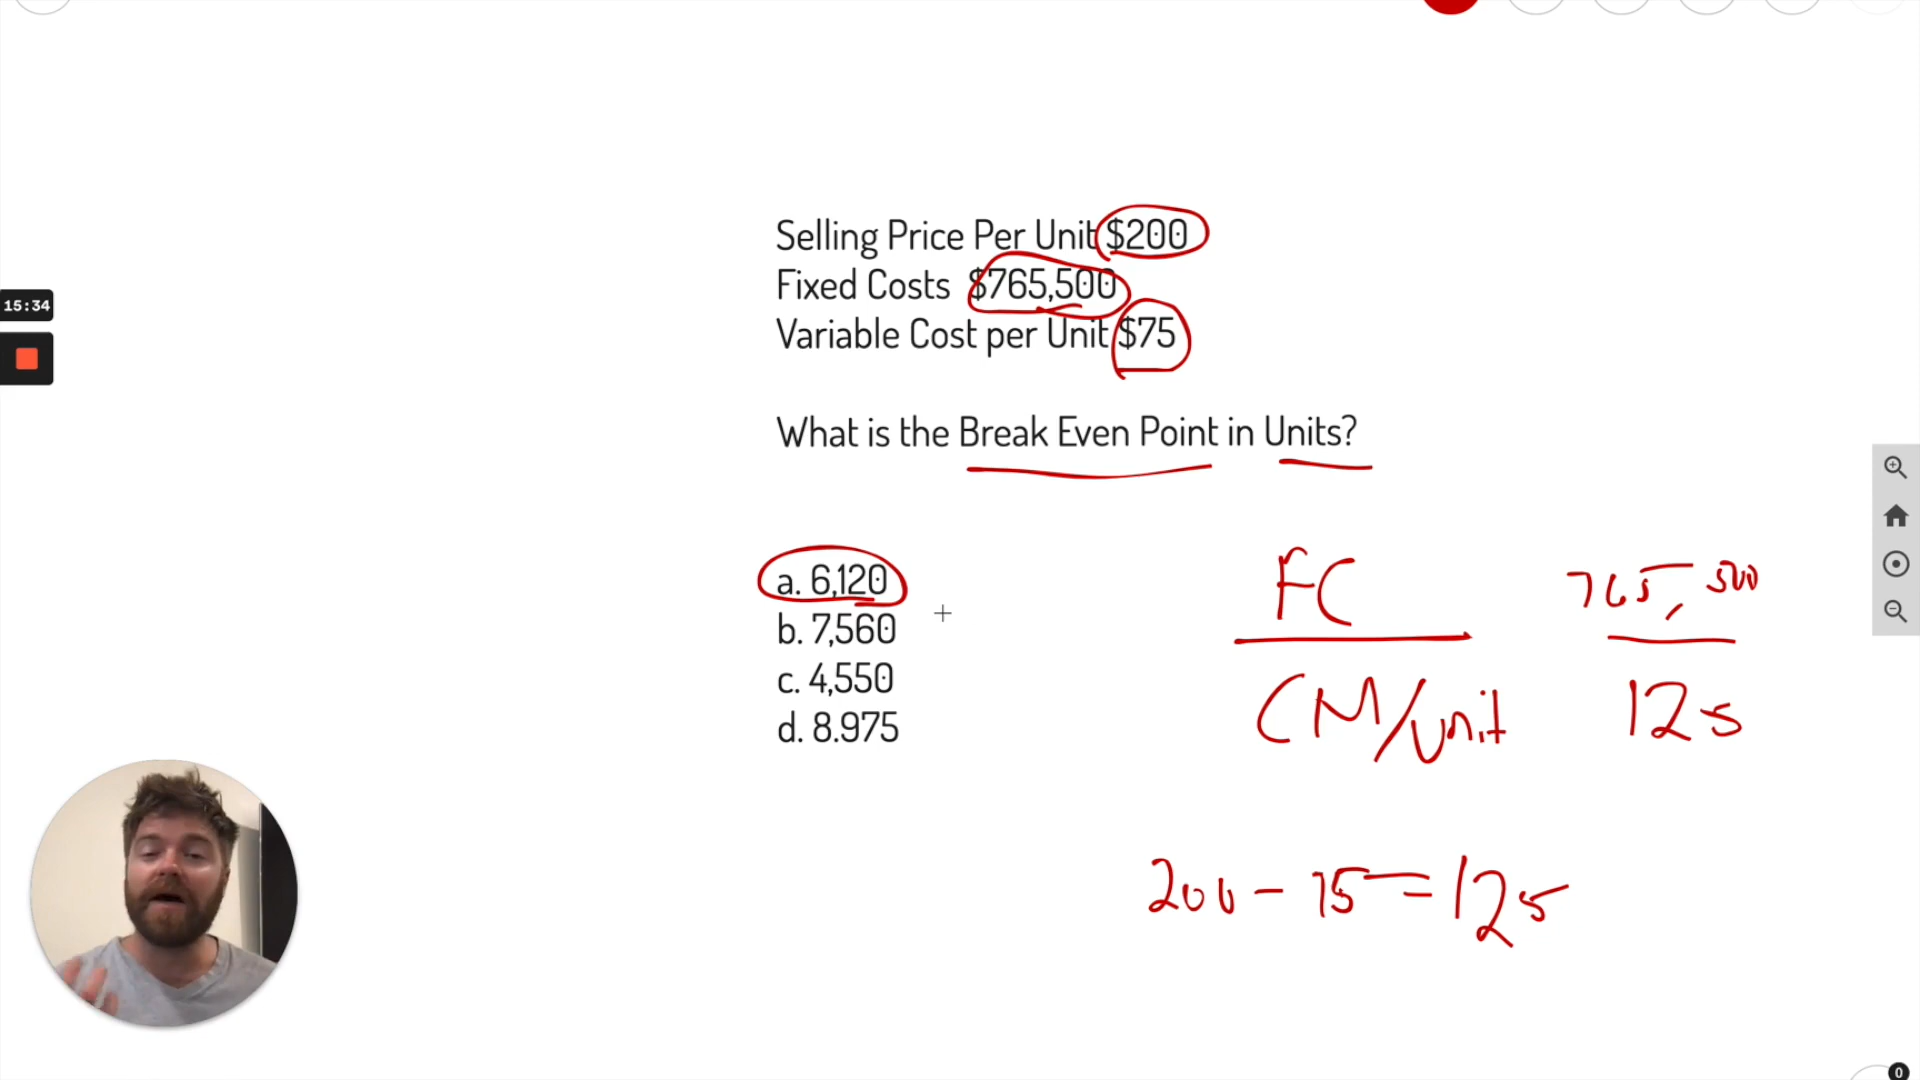 Selling Price Per Unit $200
Fixed Costs $765,500
15:34
Variable Cost per Unit $75
What is the Break Even Point in Units?
a. 6,120
b. 7,560
c. 4,550
d. 8.975
FC
CM/unit
765,500
125
200 - 75 = 125
0